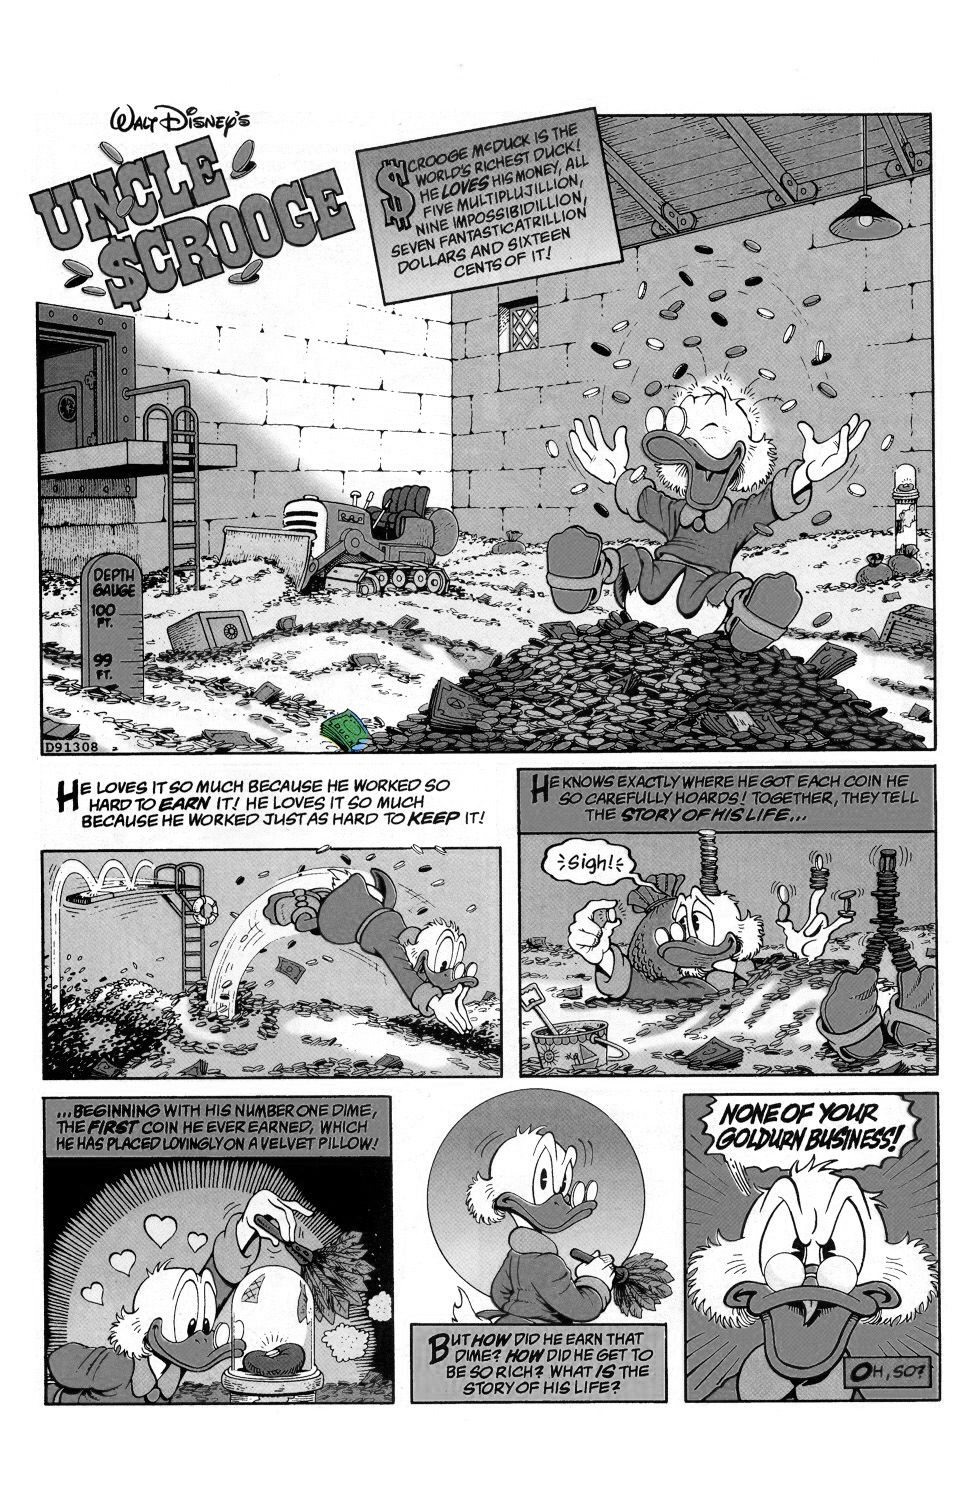 WALT DISNEY'S
UNCLE
$CROOGE
$CROOGE McDUCK IS THE
WORLD'S RICHEST DUCK!
HE LOVES HIS MONEY, ALL
FIVE MULTIPLUJILLION,
NINE IMPOSSIBIDILLION,
SEVEN FANTASTICATRILLION
DOLLARS AND SIXTEEN
CENTS OF IT!
DEPTH
GAUGE
100
FT.
99
FT.
DUCK
D91308
HE LOVES IT SO MUCH BECAUSE HE WORKED SO
HARD TO EARN IT! HE LOVES IT SO MUCH
BECAUSE HE WORKED JUST AS HARD TO KEEP IT!
HE KNOWS EXACTLY WHERE HE GOT EACH COIN HE
SO CAREFULLY HOARDS! TOGETHER, THEY TELL
THE STORY OF HIS LIFE...
Sigh!
...BEGINNING WITH HIS NUMBER ONE DIME,
THE FIRST COIN HE EVER EARNED, WHICH
HE HAS PLACED LOVINGLY ON A VELVET PILLOW!
BUT HOW DID HE EARN THAT
DIME? HOW DID HE GET TO
BE SO RICH? WHAT IS THE
STORY OF HIS LIFE?
NONE OF YOUR
GOLDURN BUSINESS!
OH, SO?